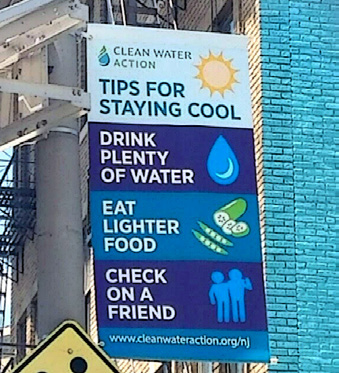 CLEAN WATER
ACTION
TIPS FOR
STAYING COOL
DRINK
PLENTY
OF WATER
EAT
LIGHTER
FOOD
CHECK
ON A
FRIEND
www.cleanwateraction.org/nj